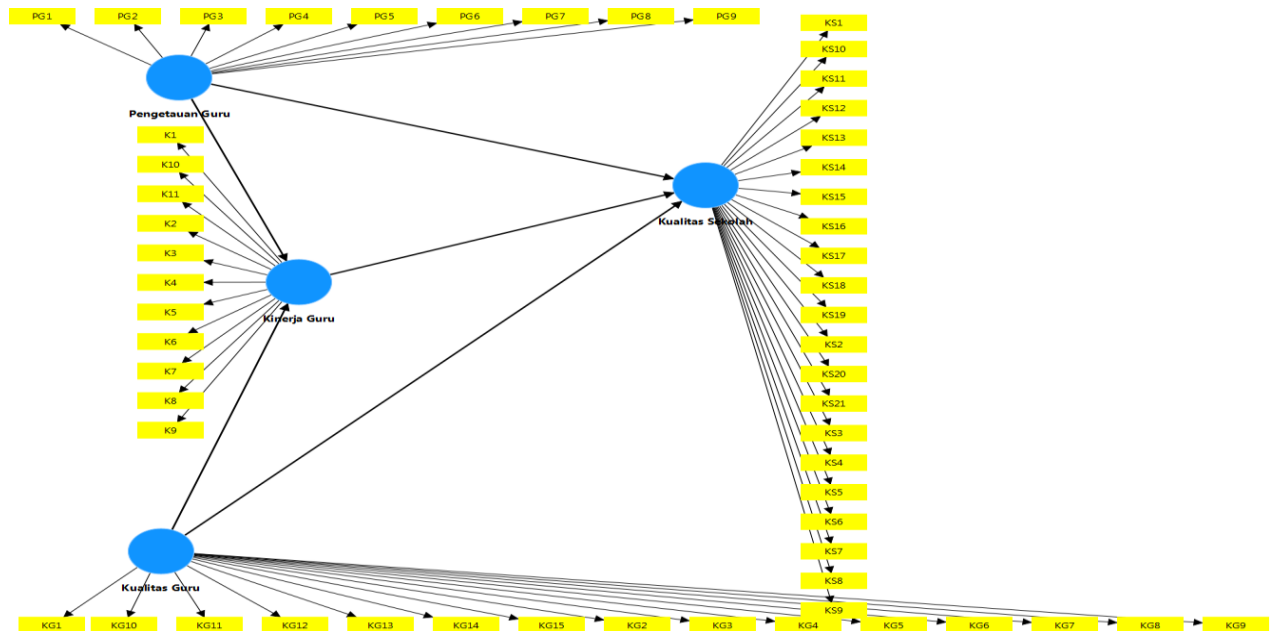 PG1 PG2 PG3 PG4 PG5 PG6 PG7 PG8 PG9
Pengetauan Guru
K1
K10
K11
K2
K3
K4
K5
K6
K7
K8
K9
Kinerja Guru
Kualitas Sekolah
KS1
KS10
KS11
KS12
KS13
KS14
KS15
KS16
KS17
KS18
KS19
KS2
KS20
KS21
KS3
KS4
KS5
KS6
KS7
KS8
KS9
Kualitas Guru
KG1 KG10 KG11 KG12 KG13 KG14 KG15 KG2 KG3 KG4 KG5 KG6 KG7 KG8 KG9